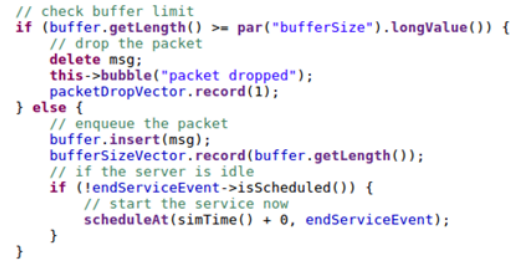 // check buffer limit
if (buffer.getLength() >= par("bufferSize").longValue()) {
    // drop the packet
    delete msg;
    this->bubble("packet dropped");
    packetDropVector.record(1);
} else {
    // enqueue the packet
    buffer.insert(msg);
    bufferSizeVector.record(buffer.getLength());
    // if the server is idle
    if (!endServiceEvent->isScheduled()) {
        // start the service now
        scheduleAt(simTime() + 0, endServiceEvent);
    }
}